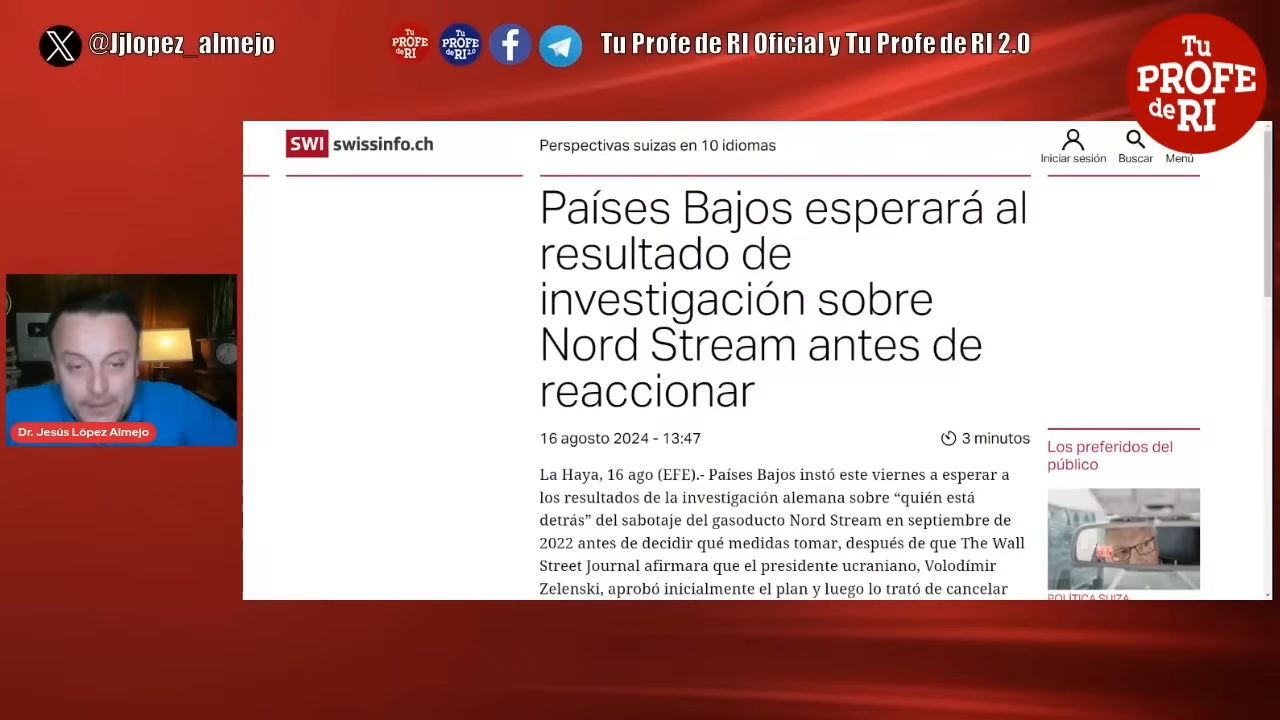 @Jjlopez_almejo
Tu PROFE de RI
Tu PROFE de RI 2.0
Tu Profe de RI Oficial y Tu Profe de RI 2.0
Tu
PROFE
de RI
SWI swissinfo.ch
Perspectivas suizas en 10 idiomas
Iniciar sesión
Buscar
Menú
Países Bajos esperará al
resultado de
investigación sobre
Nord Stream antes de
reaccionar
16 agosto 2024 - 13:47
3 minutos
La Haya, 16 ago (EFE).- Países Bajos instó este viernes a esperar a
los resultados de la investigación alemana sobre “quién está
detrás” del sabotaje del gasoducto Nord Stream en septiembre de
2022 antes de decidir qué medidas tomar, después de que The Wall
Street Journal afirmara que el presidente ucraniano, Volodímir
Zelenski, aprobó inicialmente el plan y luego lo trató de cancelar
Los preferidos del
público
POLÍTICA SUIZA
Dr. Jesús López Almejo